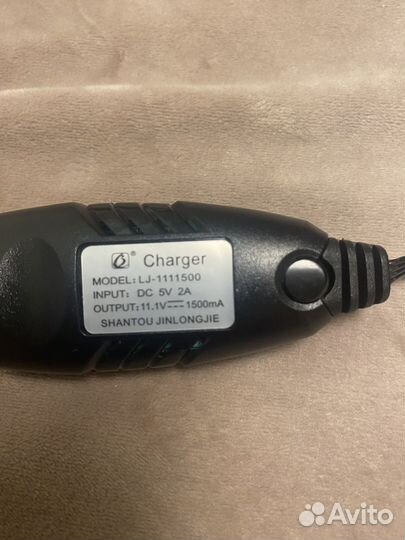 ® Charger
MODEL: LJ-1111500
INPUT: DC 5V 2A
OUTPUT: 11.1V⎓1500mA
SHANTOU JINLONGJIE
Avito